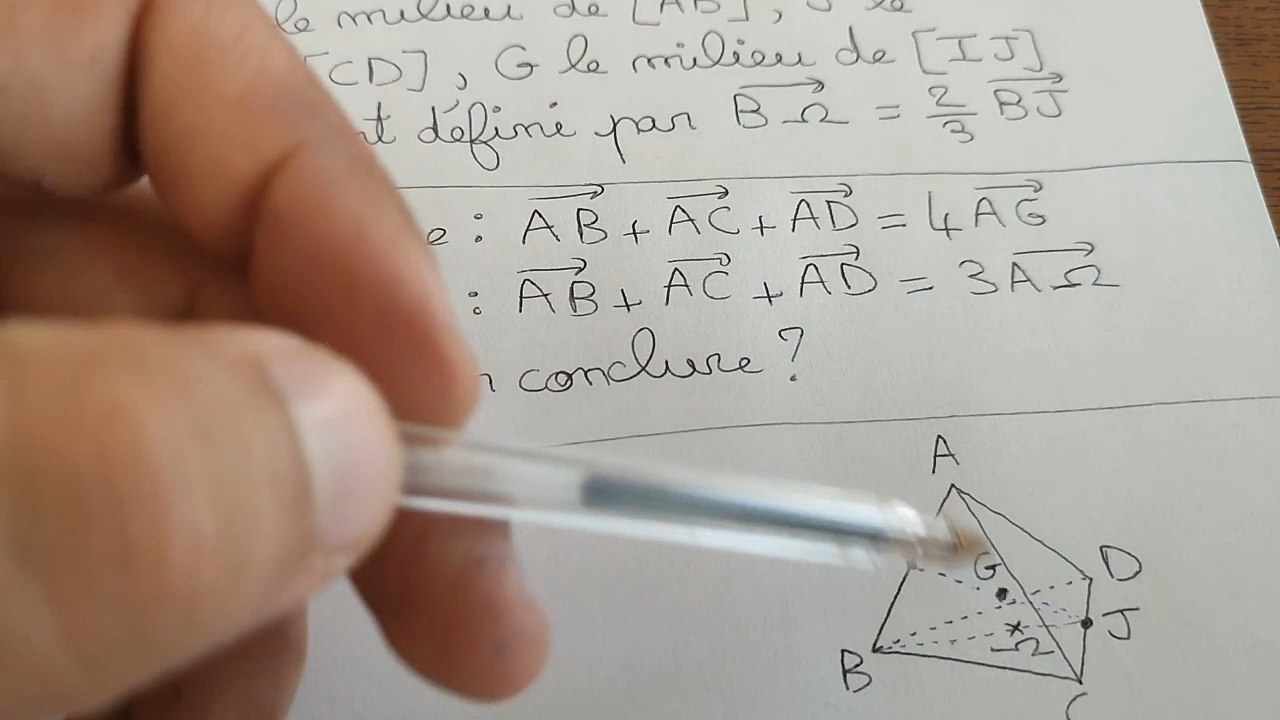 le milieu de [AB], J le
[CD], G le milieu de [IJ]
défini par BΩ = 2/3 BJ
: AB + AC + AD = 4AG
: AB + AC + AD = 3AΩ
conclure ?
A
G
D
J
Ω
B
C